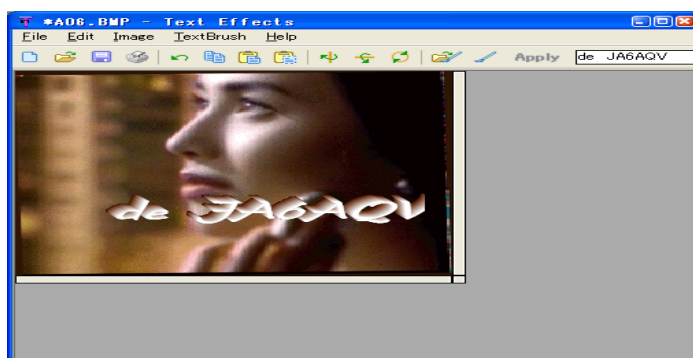 *A06.BMP - Text Effects
File Edit Image TextBrush Help
Apply de JA6AQV
de JA6AQV